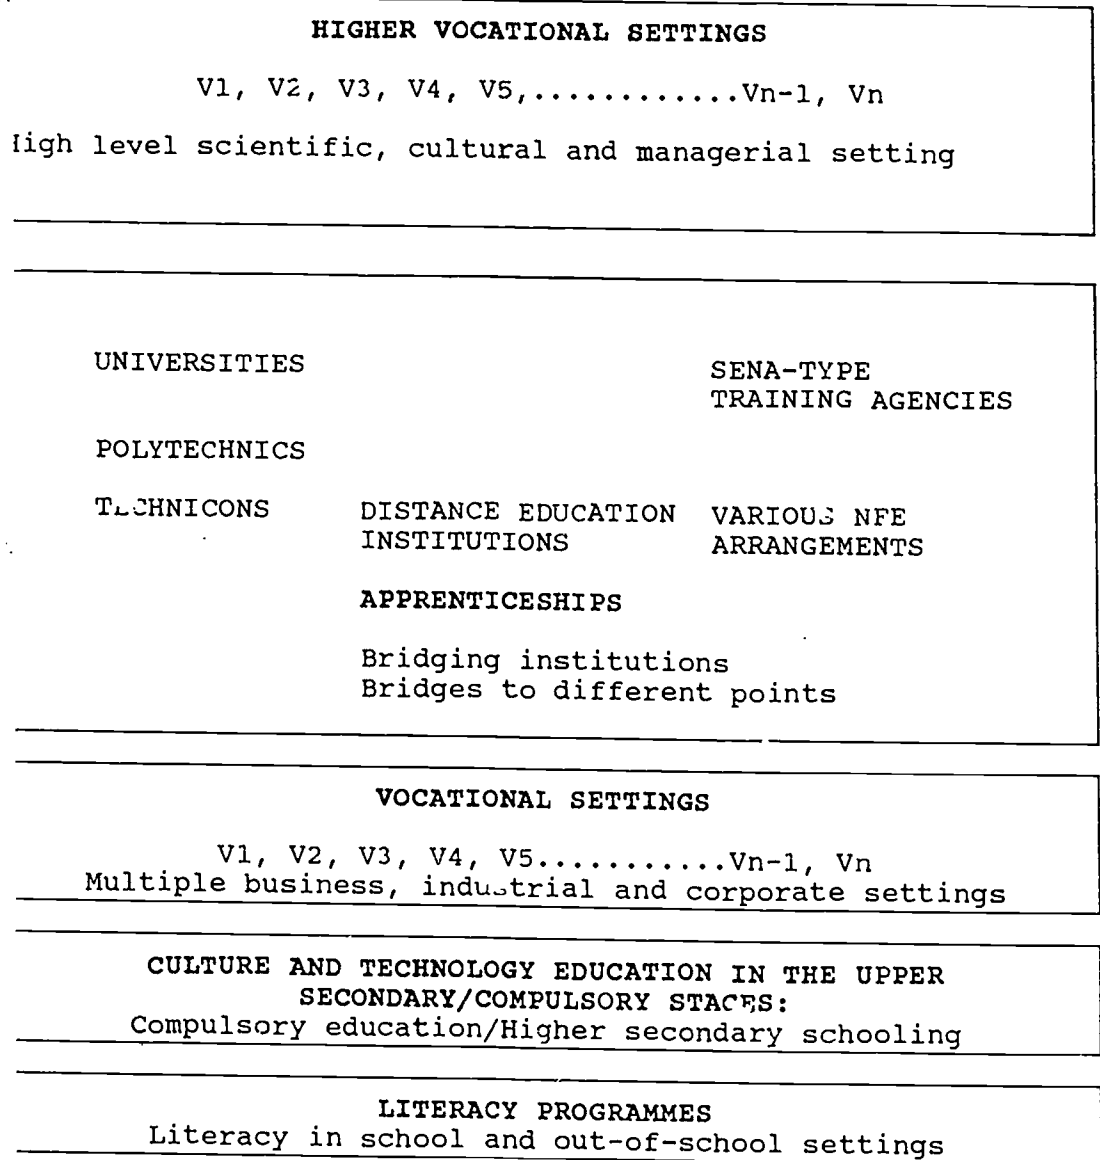 HIGHER VOCATIONAL SETTINGS
V1, V2, V3, V4, V5,............Vn-1, Vn
High level scientific, cultural and managerial setting
UNIVERSITIES
SENA-TYPE
TRAINING AGENCIES
POLYTECHNICS
TECHNICONS
DISTANCE EDUCATION
INSTITUTIONS
VARIOUS NFE
ARRANGEMENTS
APPRENTICESHIPS
Bridging institutions
Bridges to different points
VOCATIONAL SETTINGS
V1, V2, V3, V4, V5...........Vn-1, Vn
Multiple business, industrial and corporate settings
CULTURE AND TECHNOLOGY EDUCATION IN THE UPPER
SECONDARY/COMPULSORY STAGES:
Compulsory education/Higher secondary schooling
LITERACY PROGRAMMES
Literacy in school and out-of-school settings